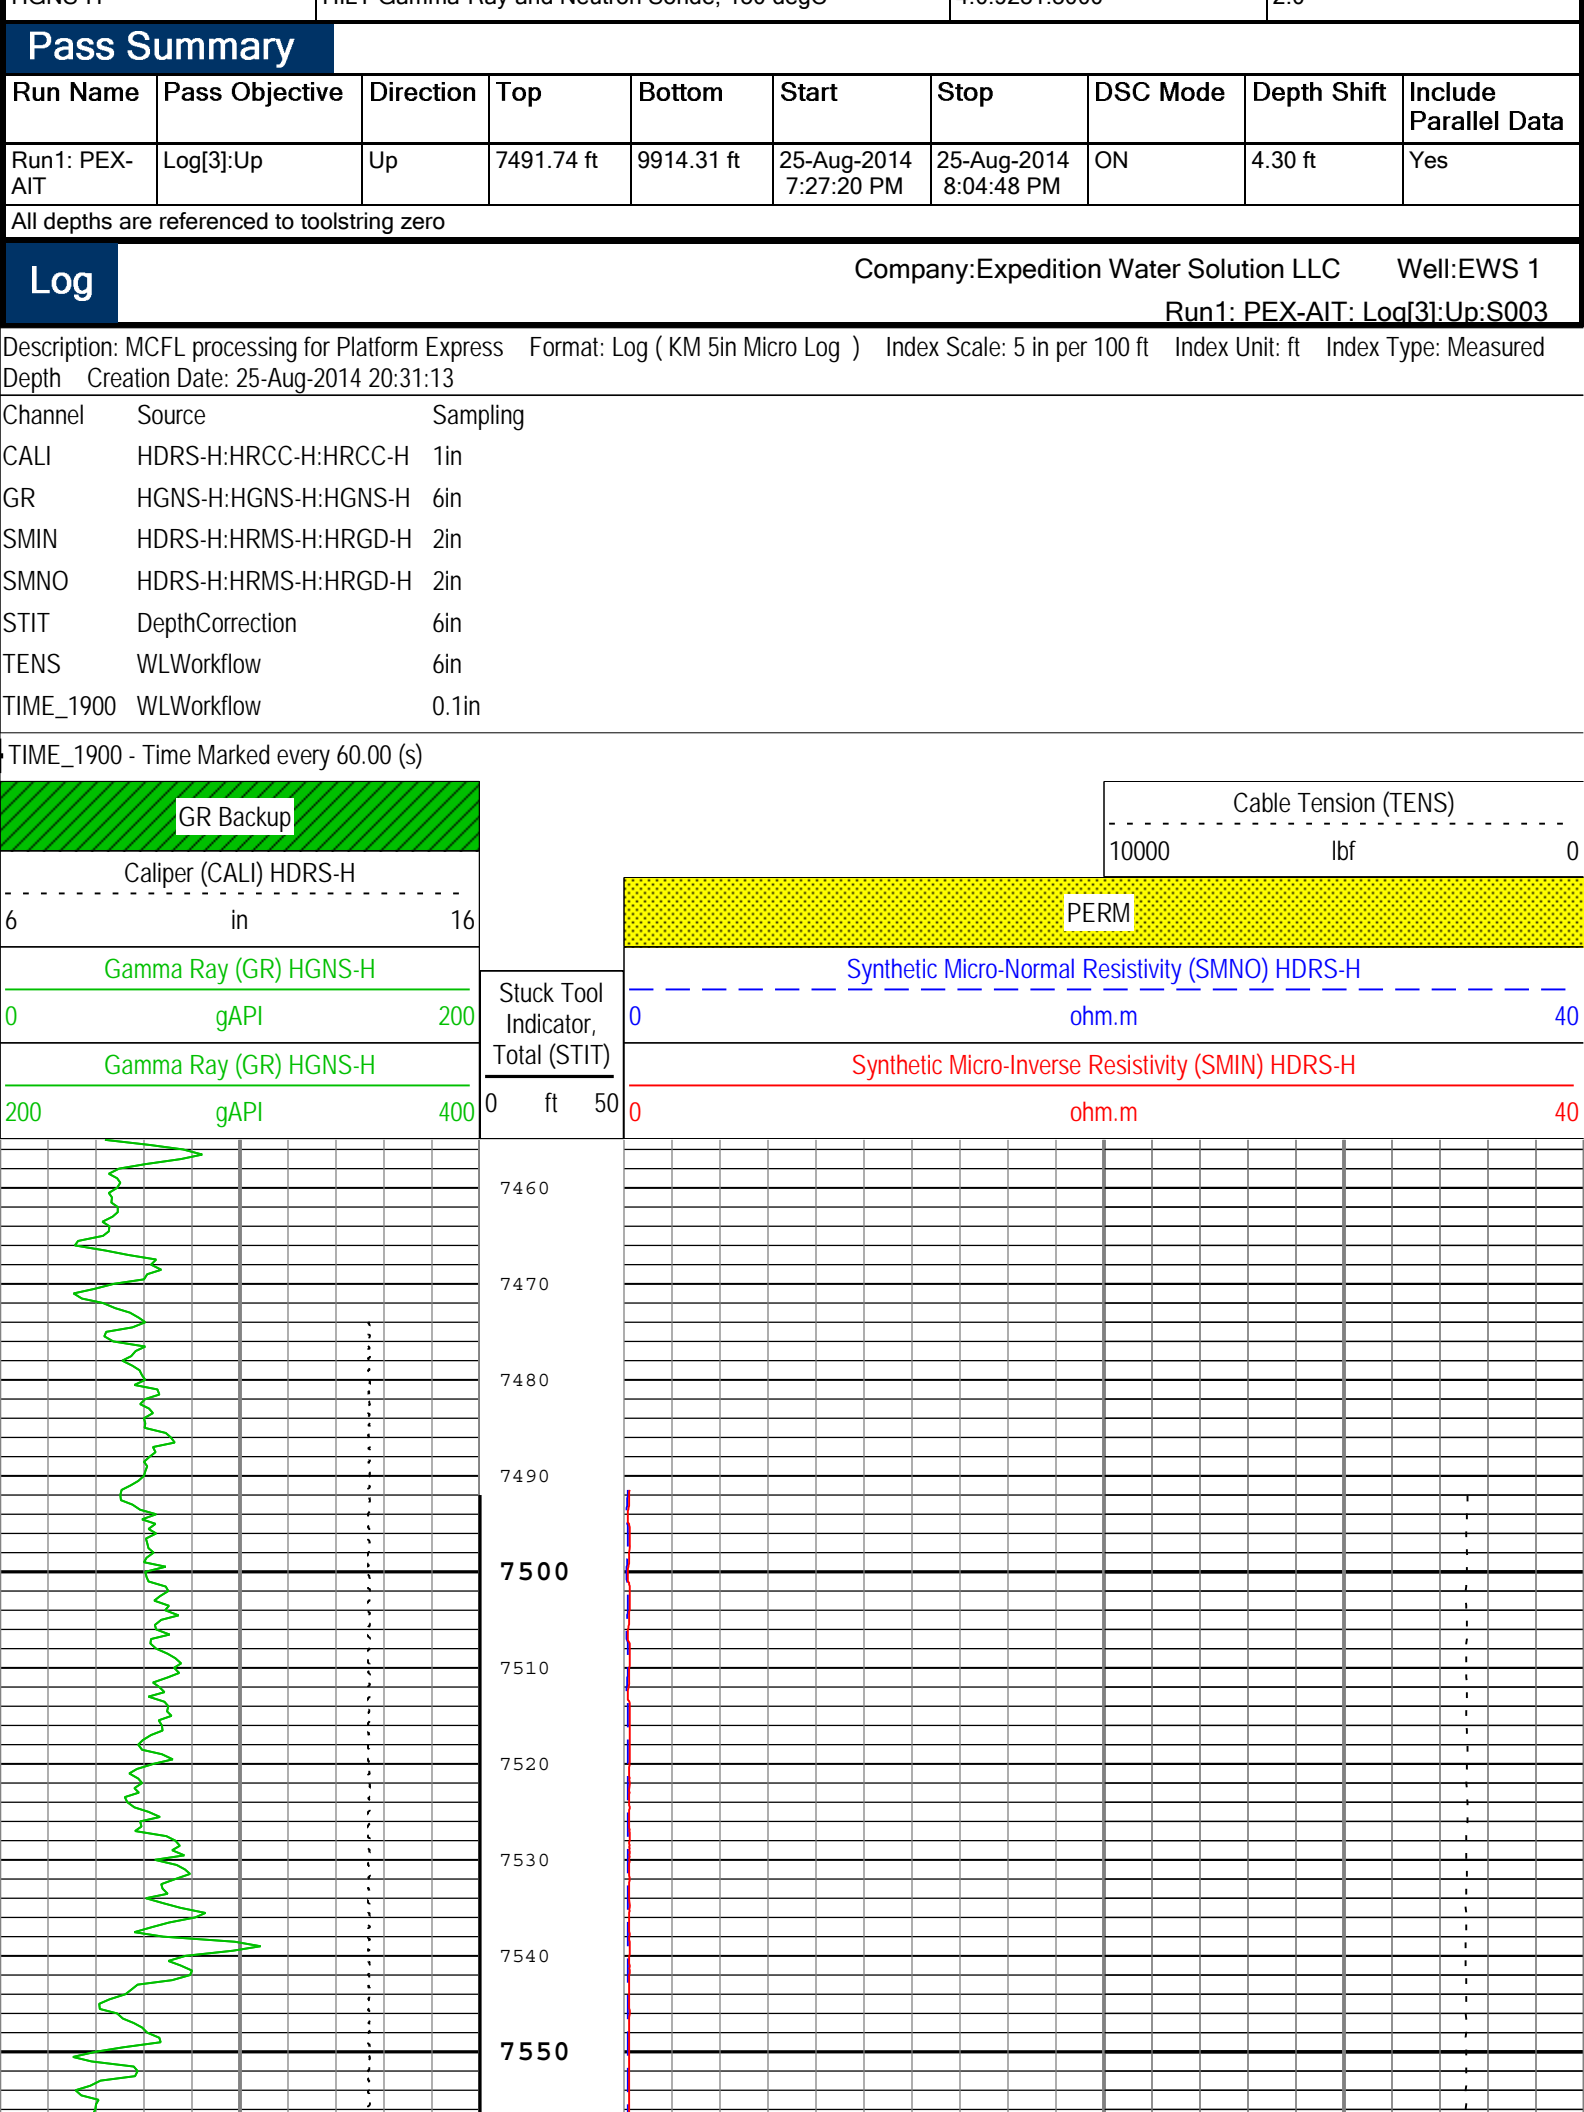 Pass Summary
Run Name Pass Objective Direction Top Bottom Start Stop DSC Mode Depth Shift Include
Parallel Data
Run1: PEX- Log[3]:Up Up 7491.74 ft 9914.31 ft 25-Aug-2014 25-Aug-2014 ON 4.30 ft Yes
AIT 7:27:20 PM 8:04:48 PM
All depths are referenced to toolstring zero
Log
Company:Expedition Water Solution LLC Well:EWS 1
Run1: PEX-AIT: Log[3]:Up:S003
Description: MCFL processing for Platform Express Format: Log ( KM 5in Micro Log ) Index Scale: 5 in per 100 ft Index Unit: ft Index Type: Measured
Depth Creation Date: 25-Aug-2014 20:31:13
Channel Source Sampling
CALI HDRS-H:HRCC-H:HRCC-H 1in
GR HGNS-H:HGNS-H:HGNS-H 6in
SMIN HDRS-H:HRMS-H:HRGD-H 2in
SMNO HDRS-H:HRMS-H:HRGD-H 2in
STIT DepthCorrection 6in
TENS WLWorkflow 6in
TIME_1900 WLWorkflow 0.1in
TIME_1900 - Time Marked every 60.00 (s)
GR Backup
Caliper (CALI) HDRS-H
6 in 16
Gamma Ray (GR) HGNS-H
0 gAPI 200
Gamma Ray (GR) HGNS-H
200 gAPI 400
Stuck Tool
Indicator,
Total (STIT)
0 ft 50
Cable Tension (TENS)
10000 lbf 0
PERM
Synthetic Micro-Normal Resistivity (SMNO) HDRS-H
0 ohm.m 40
Synthetic Micro-Inverse Resistivity (SMIN) HDRS-H
0 ohm.m 40
7460
7470
7480
7490
7500
7510
7520
7530
7540
7550